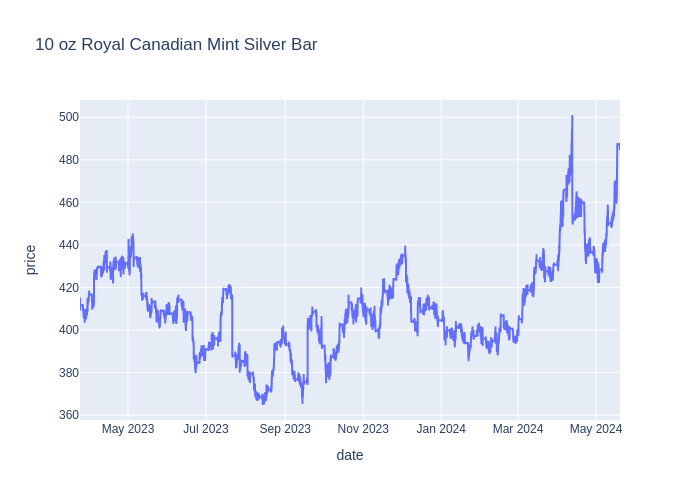 10 oz Royal Canadian Mint Silver Bar
500
480
460
440
420
400
380
360
price
May 2023
Jul 2023
Sep 2023
Nov 2023
Jan 2024
Mar 2024
May 2024
date